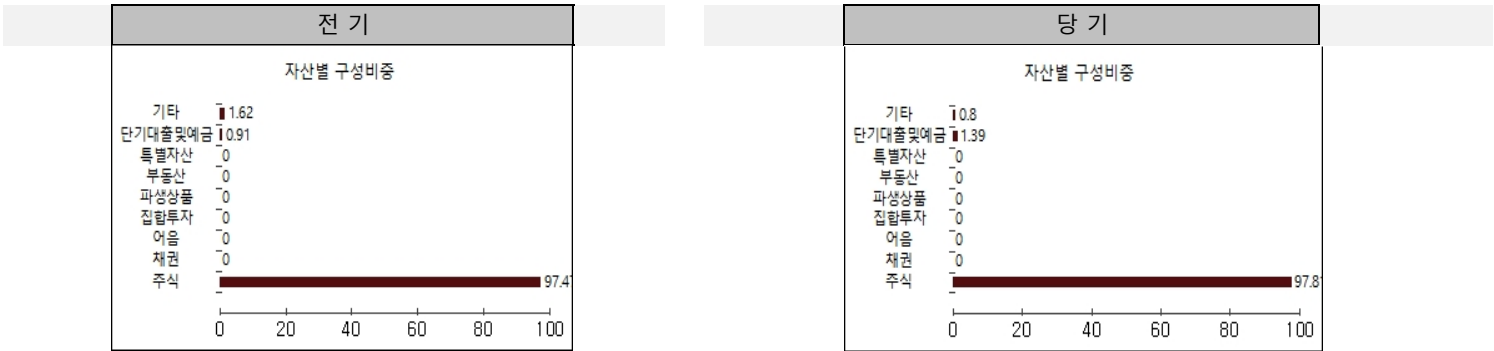 전 기
자산별 구성비중
기타 1.62
단기대출및예금 0.91
특별자산 0
부동산 0
파생상품 0
집합투자 0
어음 0
채권 0
주식 97.47
0 20 40 60 80 100
당 기
자산별 구성비중
기타 0.8
단기대출및예금 1.39
특별자산 0
부동산 0
파생상품 0
집합투자 0
어음 0
채권 0
주식 97.81
0 20 40 60 80 100